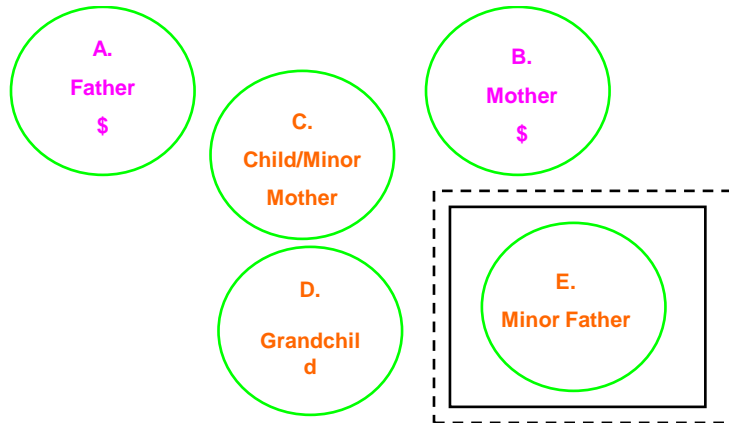 A.
Father
$
B.
Mother
$
C.
Child/Minor
Mother
D.
Grandchil
d
E.
Minor Father